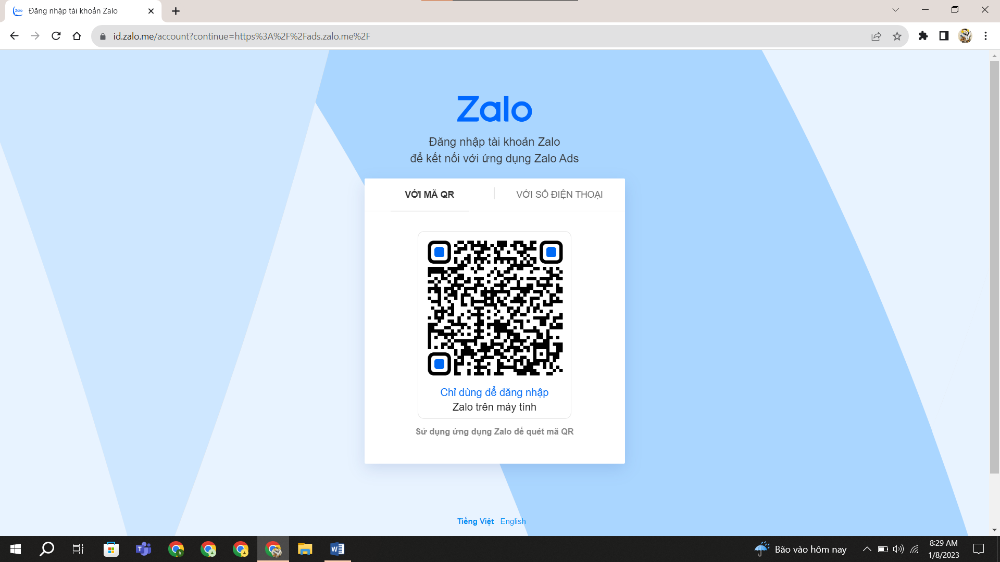 Đăng nhập tài khoản Zalo
id.zalo.me/account?continue=https%3A%2F%2Fads.zalo.me%2F
Zalo
Đăng nhập tài khoản Zalo
để kết nối với ứng dụng Zalo Ads
VỚI MÃ QR
VỚI SỐ ĐIỆN THOẠI
Chỉ dùng để đăng nhập
Zalo trên máy tính
Sử dụng ứng dụng Zalo để quét mã QR
Tiếng Việt English
Bão vào hôm nay
8:29 AM
1/8/2023